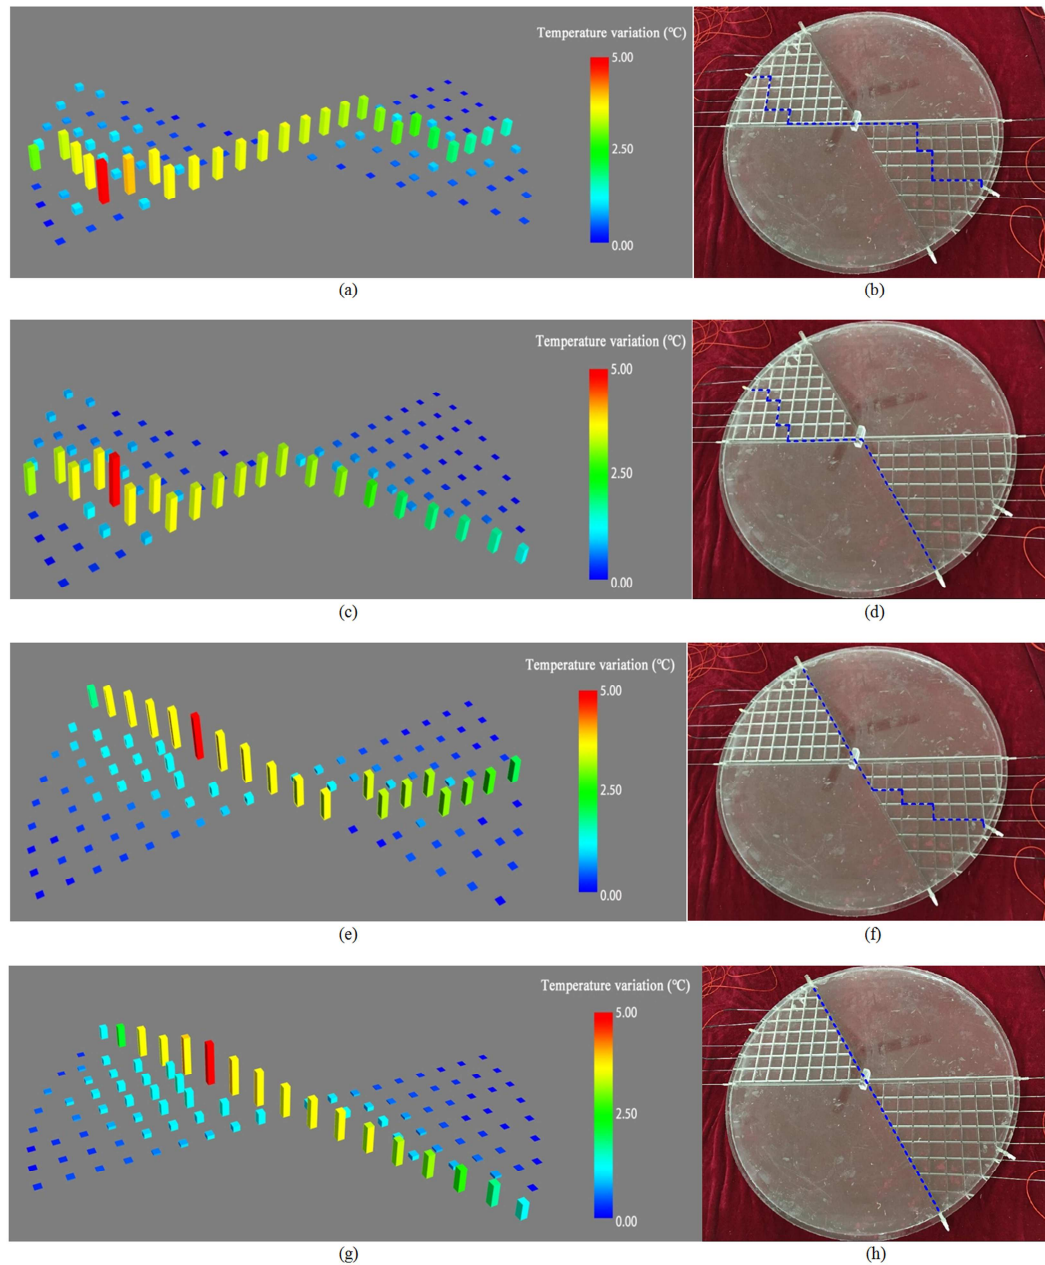 Temperature variation (℃)
5.00
2.50
0.00
(a)
(b)
Temperature variation (℃)
5.00
2.50
0.00
(c)
(d)
Temperature variation (℃)
5.00
2.50
0.00
(e)
(f)
Temperature variation (℃)
5.00
2.50
0.00
(g)
(h)